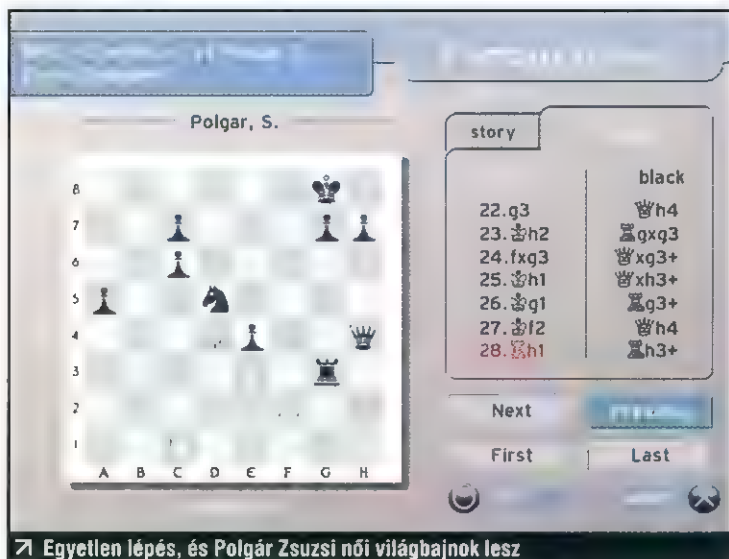 Polgar, S.
story
black
22.g3 ♛h4
23.♚h2 ♜gxg3
24.fxg3 ♛xg3+
25.♚h1 ♛xh3+
26.♚g1 ♜g3+
27.♚f2 ♛h4
28.♜h1 ♜h3+
8
7
6
5
4
3
2
1
A B C D E F G H
Next
First Last
Egyetlen lépés, és Polgár Zsuzsi női világbajnok lesz